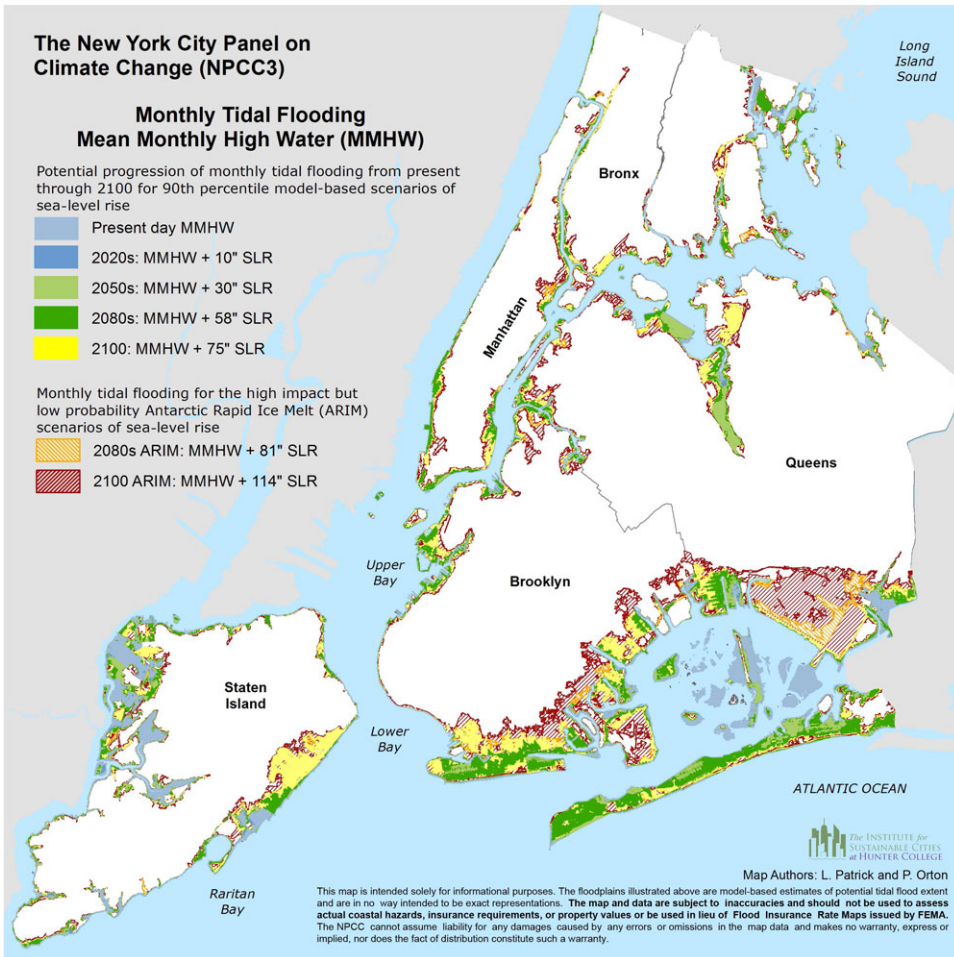 The New York City Panel on
Climate Change (NPCC3)
Monthly Tidal Flooding
Mean Monthly High Water (MMHW)
Potential progression of monthly tidal flooding from present
through 2100 for 90th percentile model-based scenarios of
sea-level rise
Present day MMHW
2020s: MMHW + 10" SLR
2050s: MMHW + 30" SLR
2080s: MMHW + 58" SLR
2100: MMHW + 75" SLR
Monthly tidal flooding for the high impact but
low probability Antarctic Rapid Ice Melt (ARIM)
scenarios of sea-level rise
2080s ARIM: MMHW + 81" SLR
2100 ARIM: MMHW + 114" SLR
Long
Island
Sound
Bronx
Manhattan
Queens
Upper
Bay
Brooklyn
Staten
Island
Lower
Bay
ATLANTIC OCEAN
Raritan
Bay
The INSTITUTE for
SUSTAINABLE CITIES
at HUNTER COLLEGE
Map Authors: L. Patrick and P. Orton
This map is intended solely for informational purposes. The floodplains illustrated above are model-based estimates of potential tidal flood extent
and are in no way intended to be exact representations. The map and data are subject to inaccuracies and should not be used to assess
actual coastal hazards, insurance requirements, or property values or be used in lieu of Flood Insurance Rate Maps issued by FEMA.
The NPCC cannot assume liability for any damages caused by any errors or omissions in the map data and makes no warranty, express or
implied, nor does the fact of distribution constitute such a warranty.